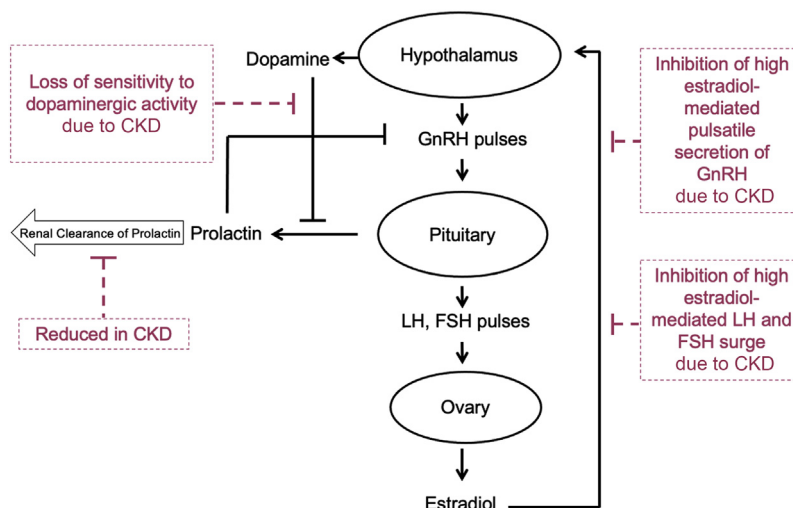 Hypothalamus
Dopamine
Loss of sensitivity to
dopaminergic activity
due to CKD
Inhibition of high
estradiol-
mediated
pulsatile
secretion of
GnRH
due to CKD
GnRH pulses
Renal Clearance of Prolactin
Prolactin
Pituitary
Reduced in CKD
LH, FSH pulses
Inhibition of high
estradiol-
mediated LH and
FSH surge
due to CKD
Ovary
Estradiol